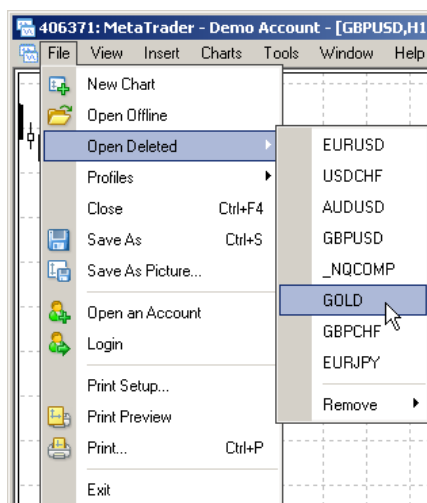 406371: MetaTrader - Demo Account - [GBPUSD,H1
File View Insert Charts Tools Window Help
New Chart
Open Offline
Open Deleted
Profiles
Close Ctrl+F4
Save As Ctrl+S
Save As Picture...
Open an Account
Login
Print Setup...
Print Preview
Print... Ctrl+P
Exit
EURUSD
USDCHF
AUDUSD
GBPUSD
_NQCOMP
GOLD
GBPCHF
EURJPY
Remove